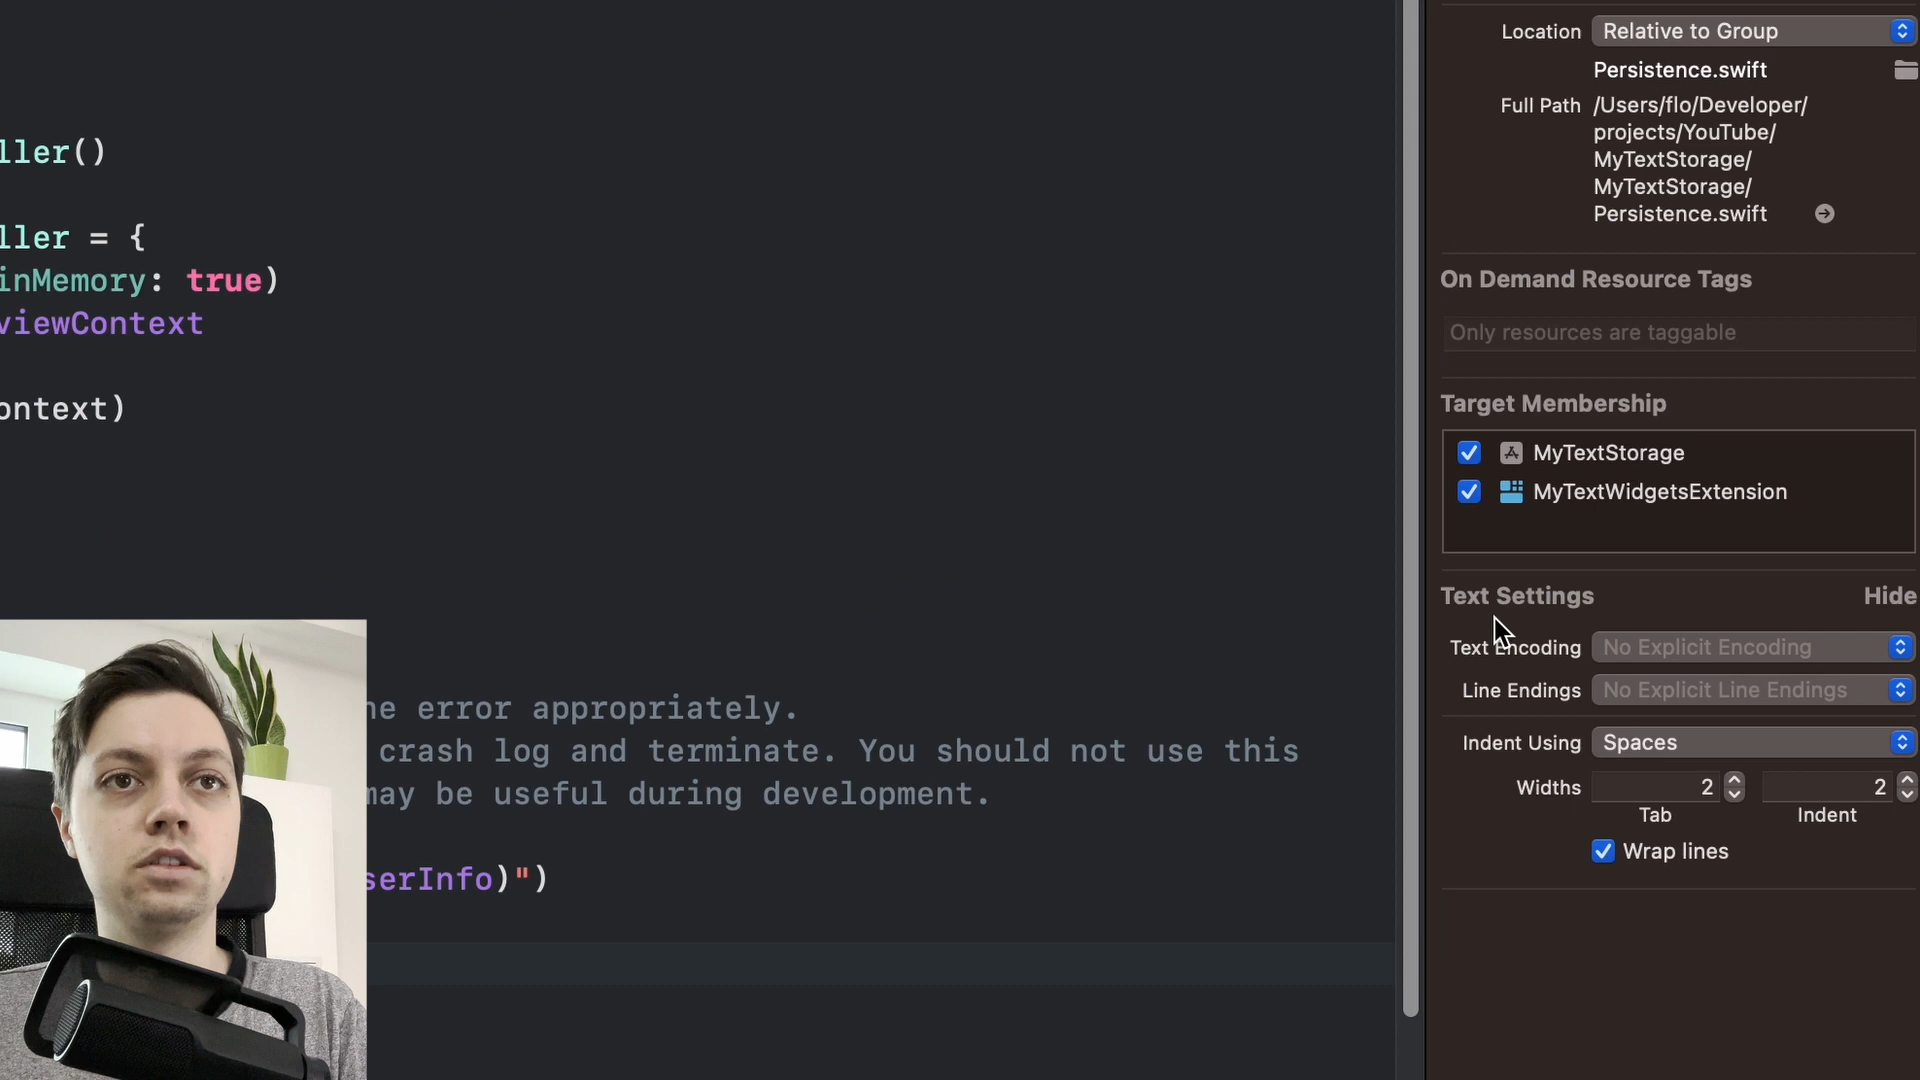 ller()
ller = {
inMemory: true)
viewContext
ontext)
he error appropriately.
crash log and terminate. You should not use this
may be useful during development.
serInfo)")
Location Relative to Group
Persistence.swift
Full Path /Users/flo/Developer/
projects/YouTube/
MyTextStorage/
MyTextStorage/
Persistence.swift
On Demand Resource Tags
Only resources are taggable
Target Membership
MyTextStorage
MyTextWidgetsExtension
Text Settings Hide
Text Encoding No Explicit Encoding
Line Endings No Explicit Line Endings
Indent Using Spaces
Widths 2 2
Tab Indent
Wrap lines